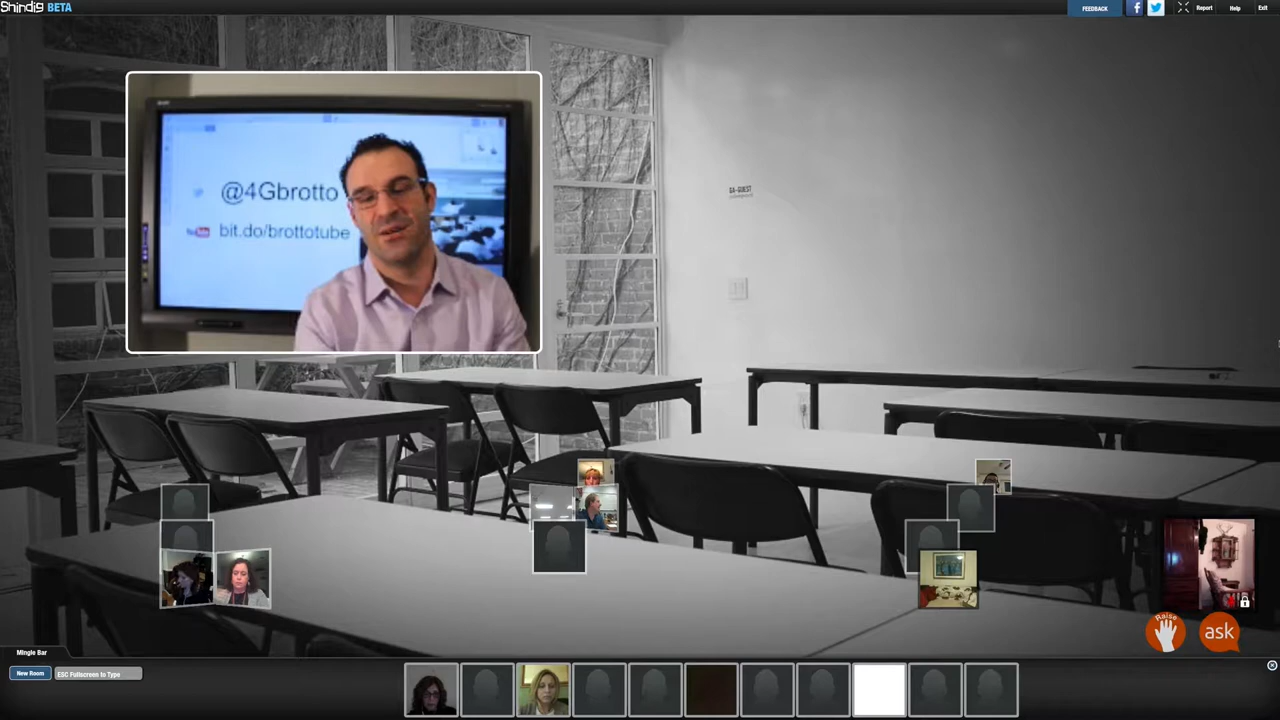 Shindig BETA
FEEDBACK
Report
Help
Exit
@4Gbrotto
bit.do/brottotube
Raise
ask
Mingle Bar
New Room
ESC Fullscreen to Type